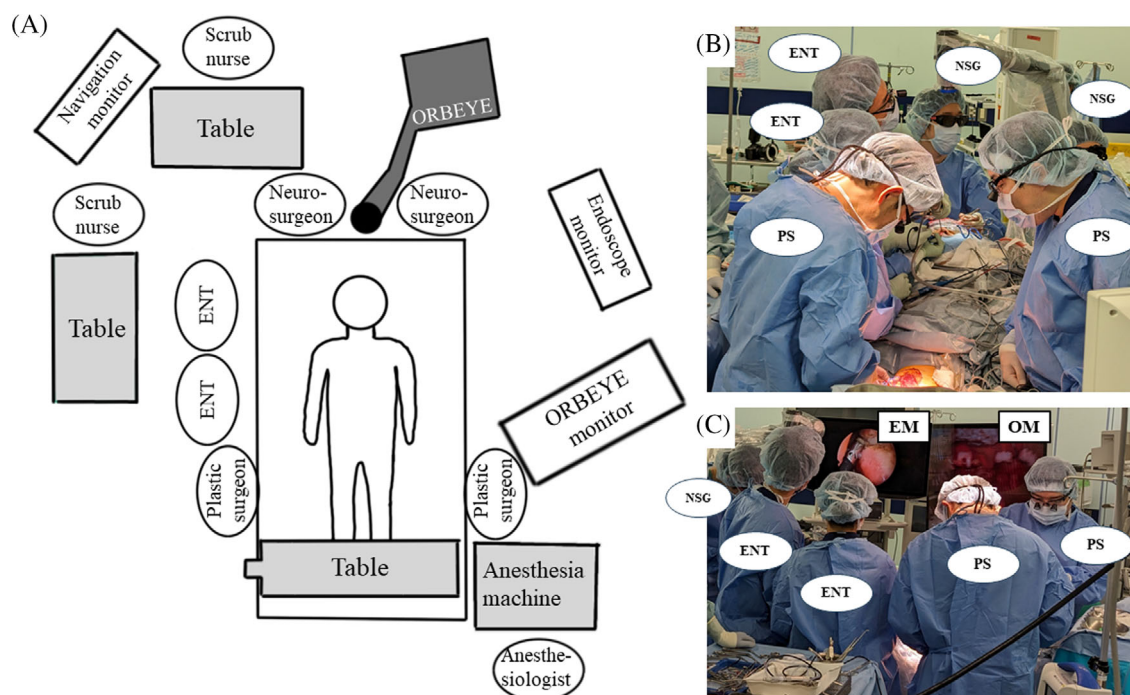 (A)
Scrub
nurse
Navigation
monitor
Table
ORBEYE
Scrub
nurse
Neuro-
surgeon
Neuro-
surgeon
Endoscope
monitor
Table
ENT
ENT
ORBEYE
monitor
Plastic
surgeon
Plastic
surgeon
Table
Anesthesia
machine
Anesthe-
siologist
(B)
ENT
NSG
ENT
NSG
PS
PS
(C)
EM
OM
NSG
ENT
ENT
PS
PS